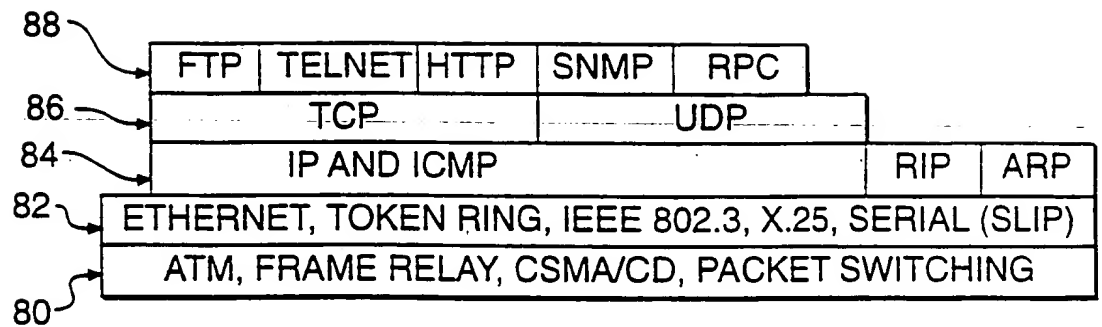 88 FTP TELNET HTTP SNMP RPC
86 TCP UDP
84 IP AND ICMP RIP ARP
82 ETHERNET, TOKEN RING, IEEE 802.3, X.25, SERIAL (SLIP)
80 ATM, FRAME RELAY, CSMA/CD, PACKET SWITCHING